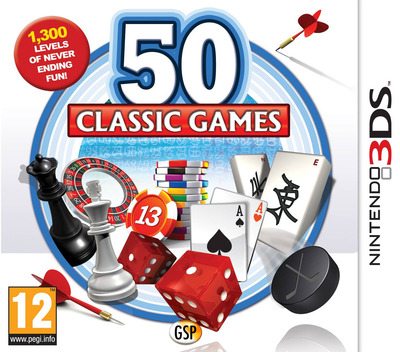 1,300
LEVELS
OF NEVER
ENDING
FUN!
50
CLASSIC GAMES
NINTENDO 3DS
E
13
A
A
12
www.pegi.info
GSP